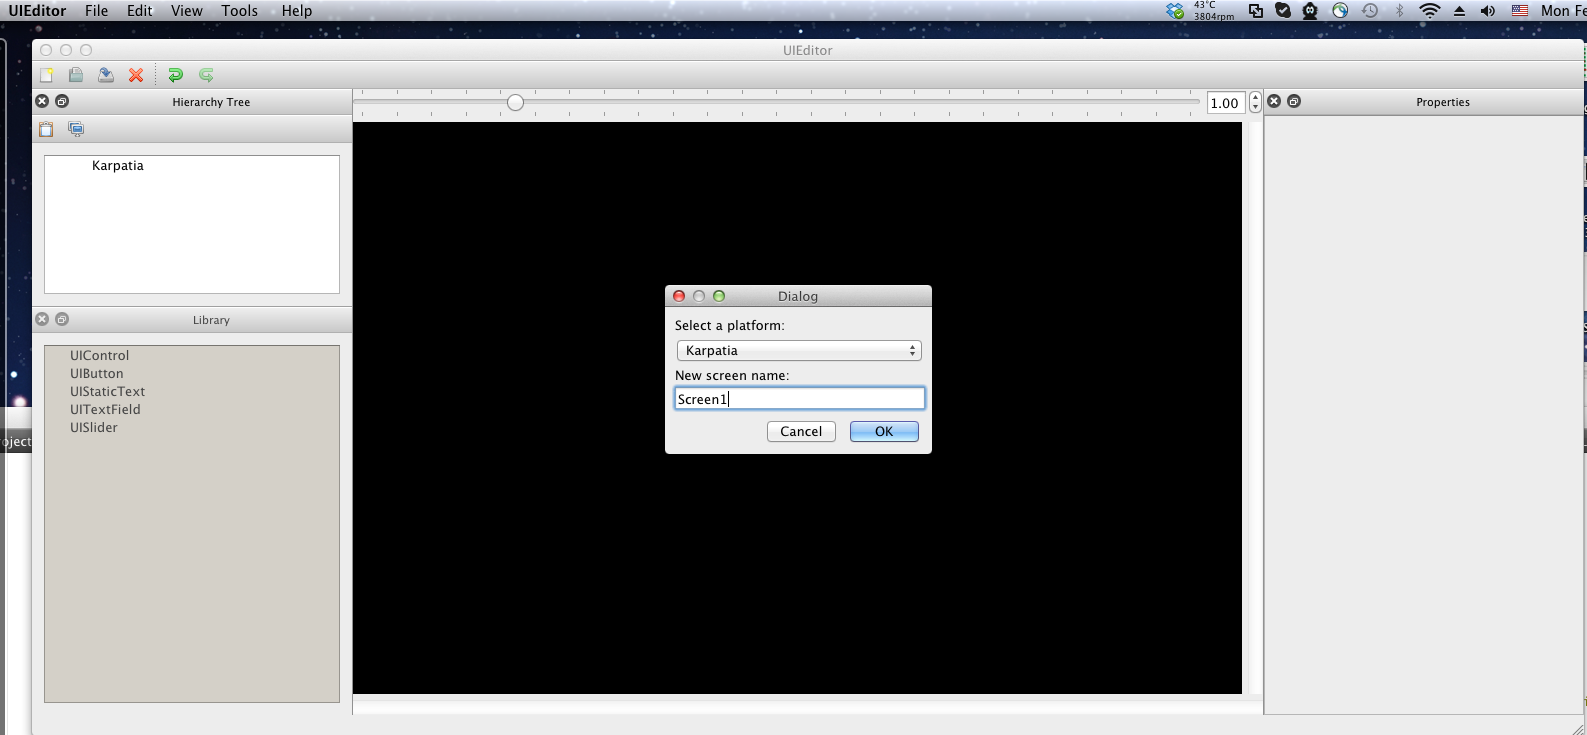 UIEditor File Edit View Tools Help 43°C 3804rpm Mon Fe
UIEditor
Hierarchy Tree 1.00 Properties
Karpatia
Dialog
Select a platform:
Karpatia
New screen name:
Screen1
Cancel OK
Library
UIControl
UIButton
UIStaticText
UITextField
UISlider
oject